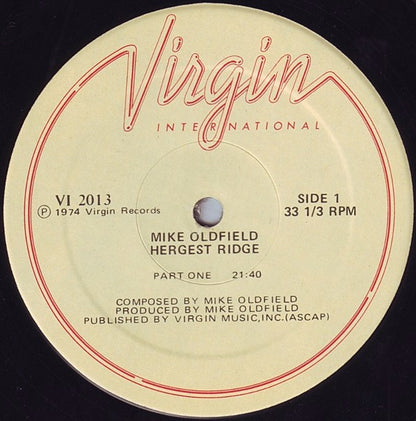 Virgin
INTERNATIONAL
VI 2013
℗ 1974 Virgin Records
SIDE 1
33 1/3 RPM
MIKE OLDFIELD
HERGEST RIDGE
PART ONE 21:40
COMPOSED BY MIKE OLDFIELD
PRODUCED BY MIKE OLDFIELD
PUBLISHED BY VIRGIN MUSIC,INC.(ASCAP)